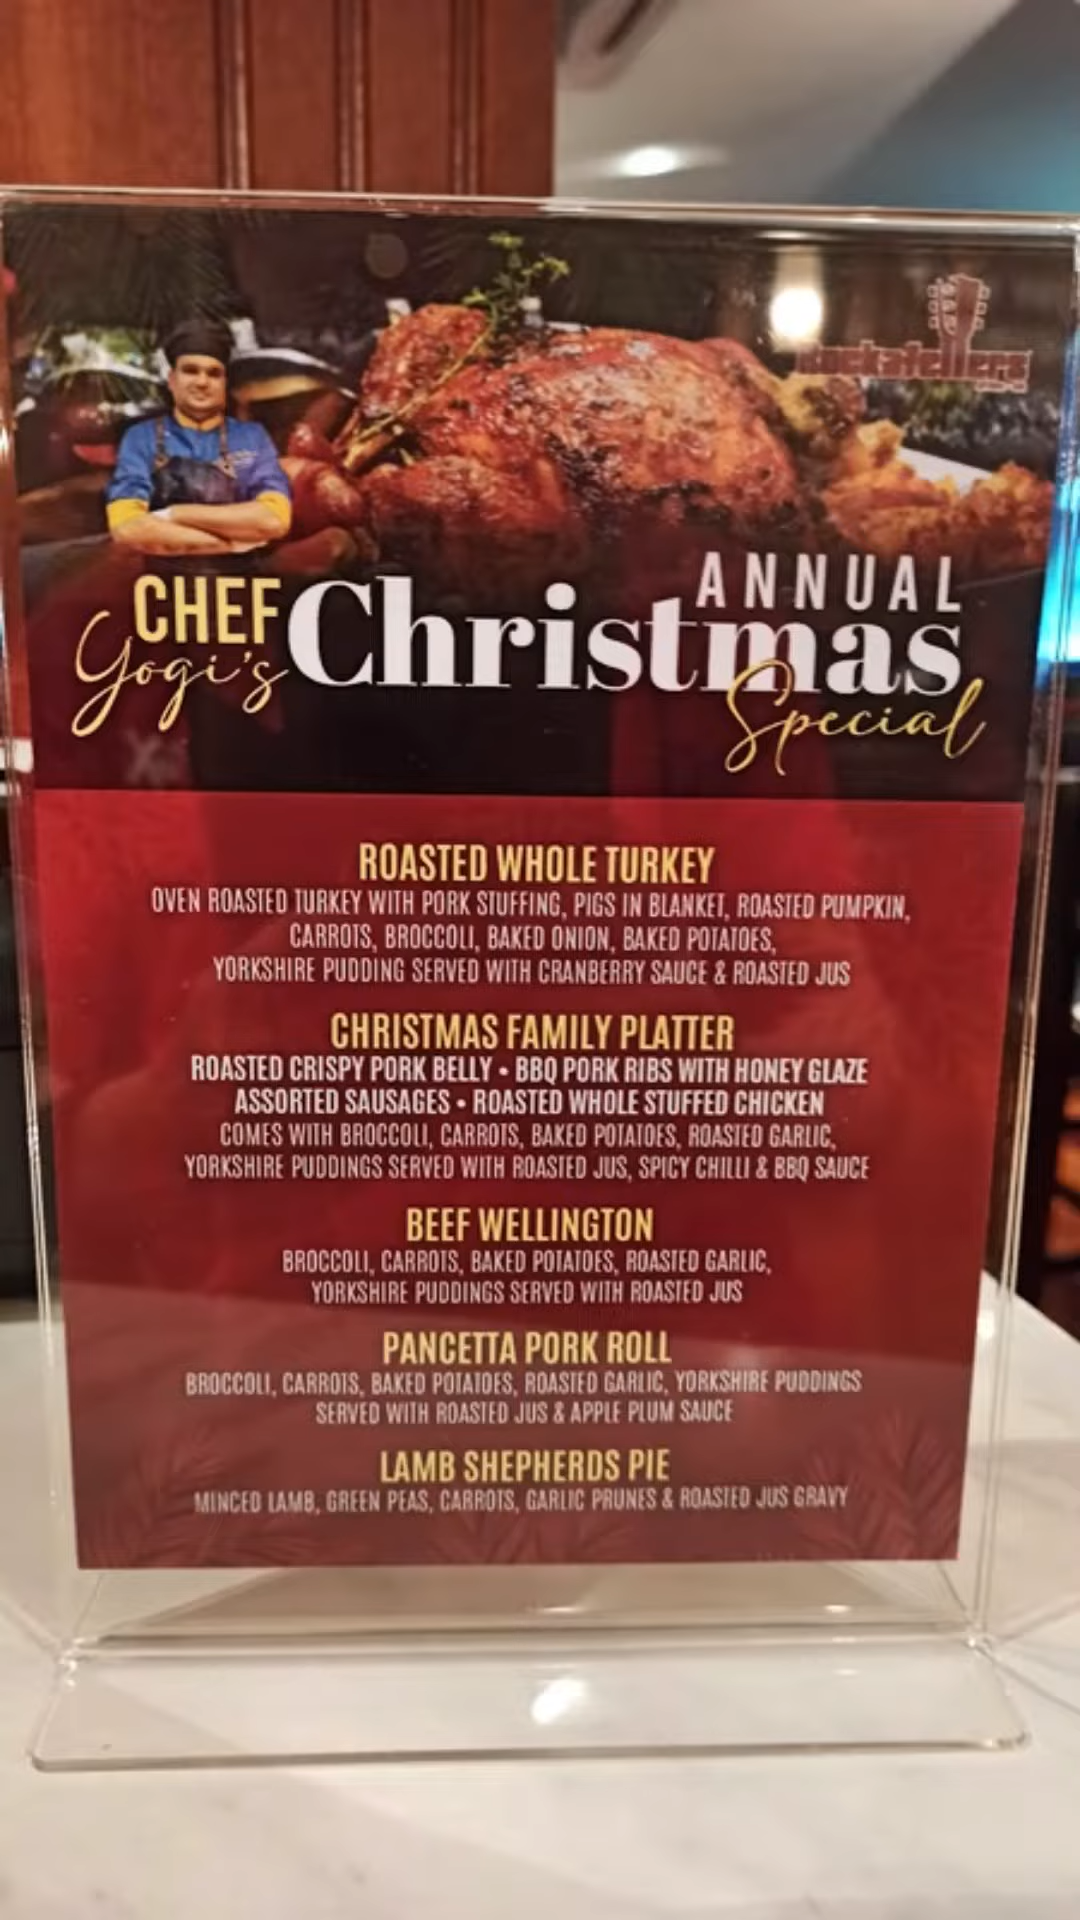 Rockafellers
CHEF
Gogi's
ANNUAL
Christmas
Special
ROASTED WHOLE TURKEY
OVEN ROASTED TURKEY WITH PORK STUFFING, PIGS IN BLANKET, ROASTED PUMPKIN,
CARROTS, BROCCOLI, BAKED ONION, BAKED POTATOES,
YORKSHIRE PUDDING SERVED WITH CRANBERRY SAUCE & ROASTED JUS
CHRISTMAS FAMILY PLATTER
ROASTED CRISPY PORK BELLY • BBQ PORK RIBS WITH HONEY GLAZE
ASSORTED SAUSAGES • ROASTED WHOLE STUFFED CHICKEN
COMES WITH BROCCOLI, CARROTS, BAKED POTATOES, ROASTED GARLIC,
YORKSHIRE PUDDINGS SERVED WITH ROASTED JUS, SPICY CHILLI & BBQ SAUCE
BEEF WELLINGTON
BROCCOLI, CARROTS, BAKED POTATOES, ROASTED GARLIC,
YORKSHIRE PUDDINGS SERVED WITH ROASTED JUS
PANCETTA PORK ROLL
BROCCOLI, CARROTS, BAKED POTATOES, ROASTED GARLIC, YORKSHIRE PUDDINGS
SERVED WITH ROASTED JUS & APPLE PLUM SAUCE
LAMB SHEPHERDS PIE
MINCED LAMB, GREEN PEAS, CARROTS, GARLIC PRUNES & ROASTED JUS GRAVY